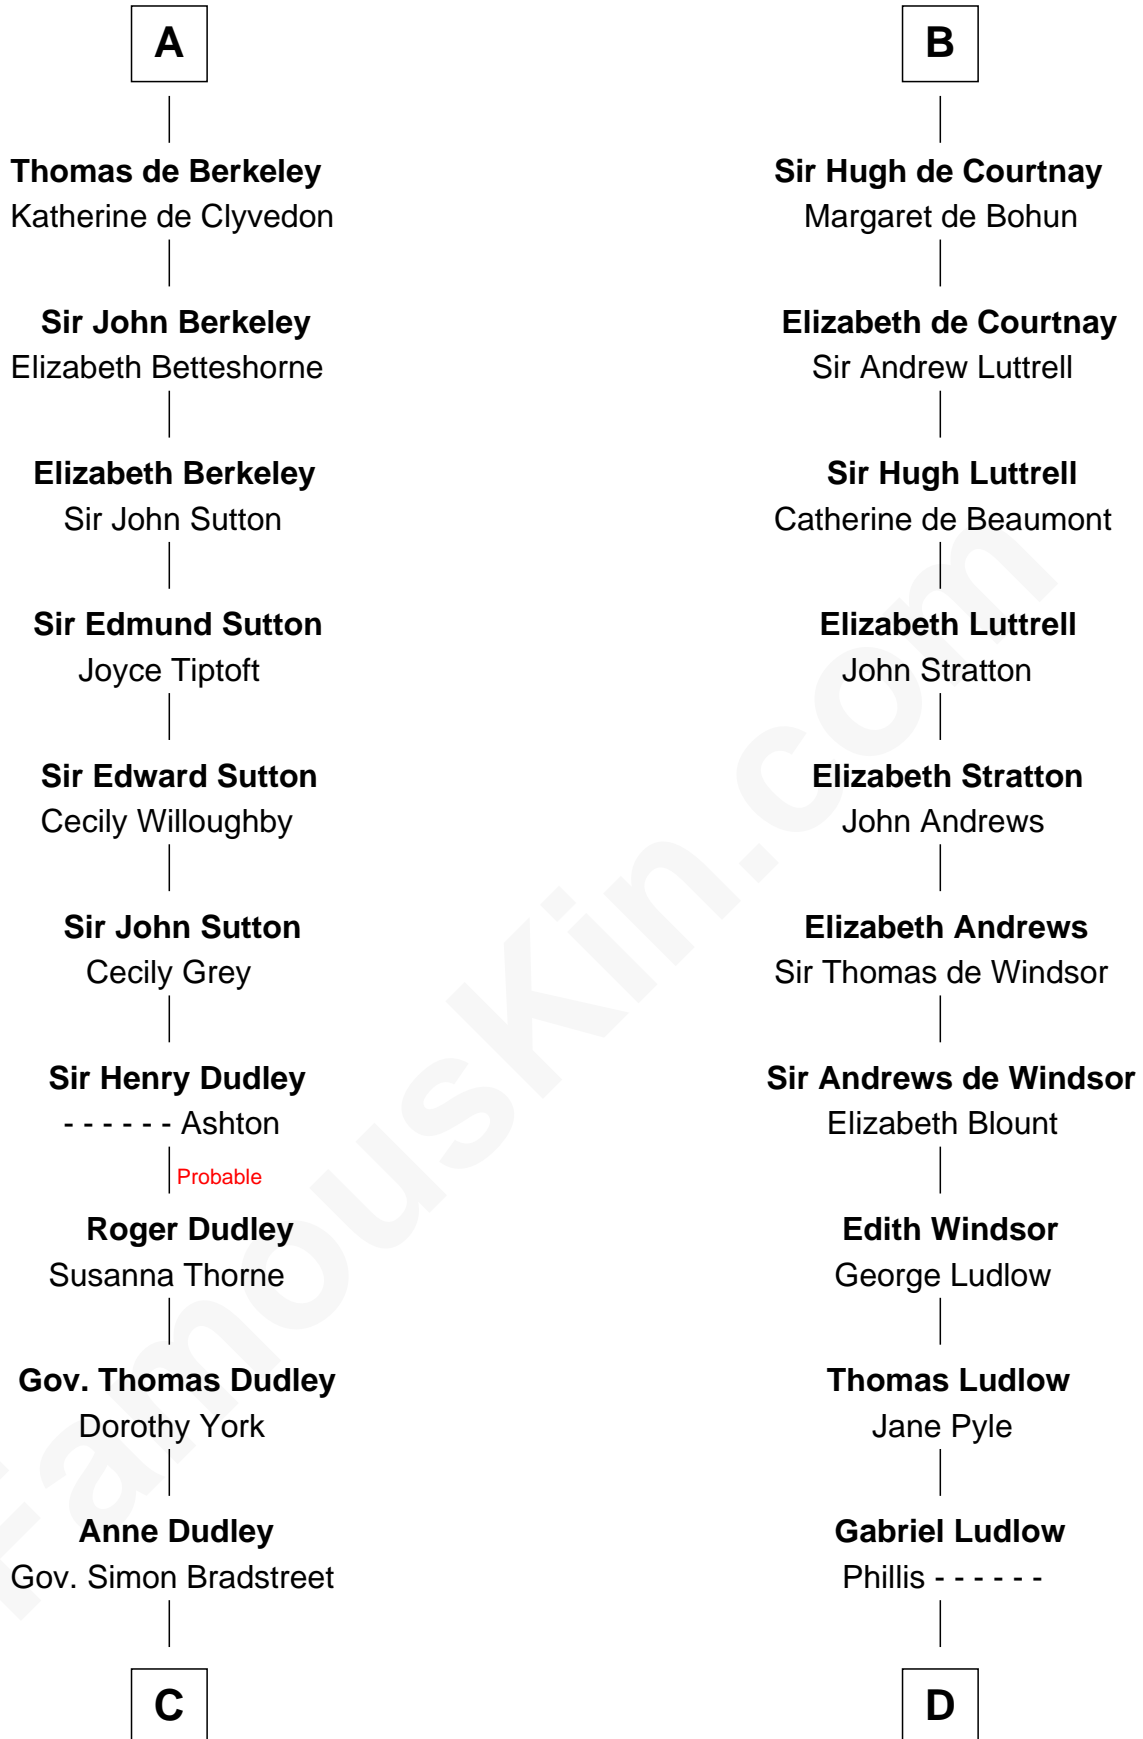 A
Thomas de Berkeley
Katherine de Clyvedon
Sir John Berkeley
Elizabeth Betteshorne
Elizabeth Berkeley
Sir John Sutton
Sir Edmund Sutton
Joyce Tiptoft
Sir Edward Sutton
Cecily Willoughby
Sir John Sutton
Cecily Grey
Sir Henry Dudley
- - - - - - Ashton
Probable
Roger Dudley
Susanna Thorne
Gov. Thomas Dudley
Dorothy York
Anne Dudley
Gov. Simon Bradstreet
C
B
Sir Hugh de Courtnay
Margaret de Bohun
Elizabeth de Courtnay
Sir Andrew Luttrell
Sir Hugh Luttrell
Catherine de Beaumont
Elizabeth Luttrell
John Stratton
Elizabeth Stratton
John Andrews
Elizabeth Andrews
Sir Thomas de Windsor
Sir Andrews de Windsor
Elizabeth Blount
Edith Windsor
George Ludlow
Thomas Ludlow
Jane Pyle
Gabriel Ludlow
Phillis - - - - - -
D
FamousKin.com